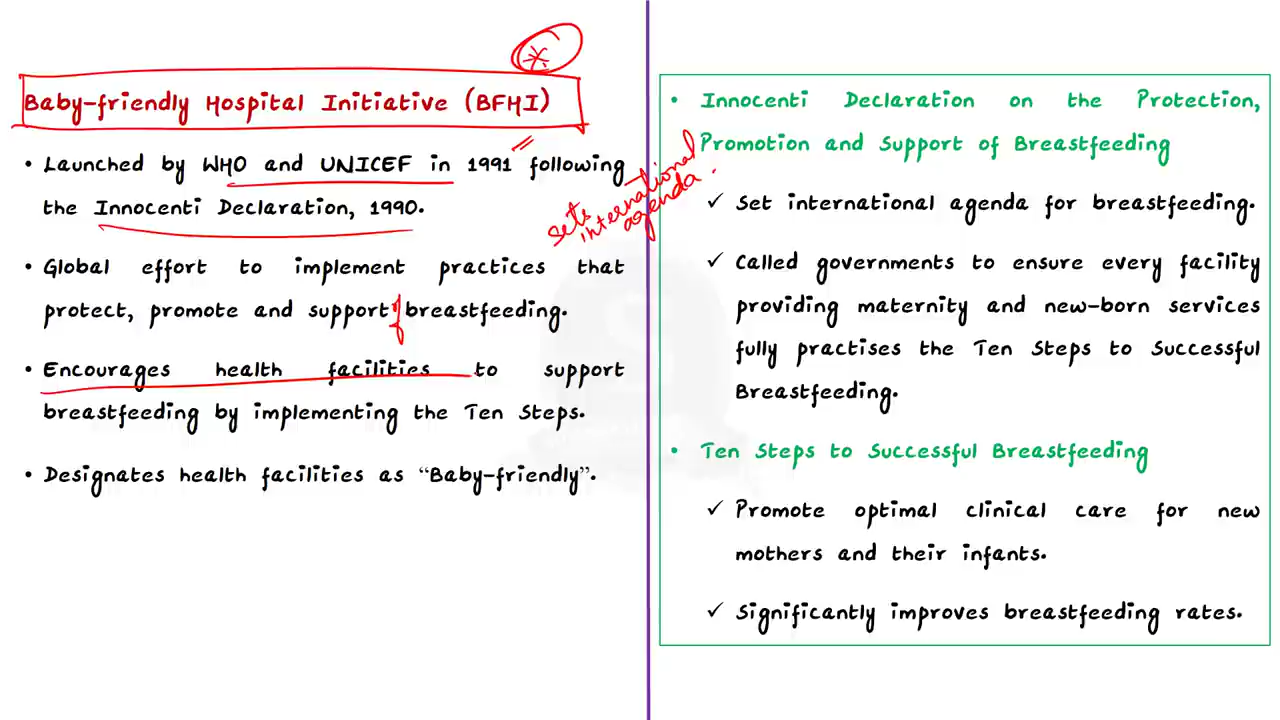 *
Baby-friendly Hospital Initiative (BFHI)
• Launched by WHO and UNICEF in 1991 following
the Innocenti Declaration, 1990.
• Global effort to implement practices that
protect, promote and support of breastfeeding.
• Encourages health facilities to support
breastfeeding by implementing the Ten Steps.
• Designates health facilities as “Baby-friendly”.
sets
international
agenda.
• Innocenti Declaration on the Protection,
Promotion and Support of Breastfeeding
✓ Set international agenda for breastfeeding.
✓ Called governments to ensure every facility
providing maternity and new-born services
fully practises the Ten Steps to Successful
Breastfeeding.
• Ten Steps to Successful Breastfeeding
✓ Promote optimal clinical care for new
mothers and their infants.
✓ Significantly improves breastfeeding rates.